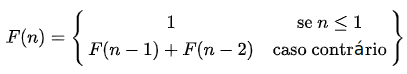 F(n) = { 1 se n ≤ 1
F(n − 1) + F(n − 2) caso contrário }